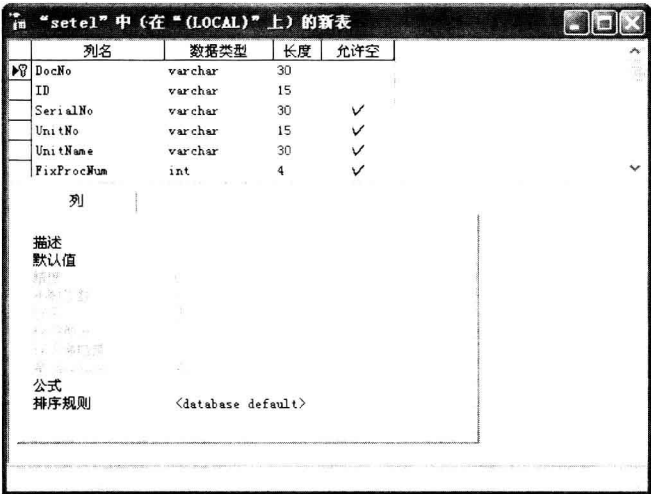 “sete1”中（在“(LOCAL)”上）的新表
列名 数据类型 长度 允许空
DocNo varchar 30
ID varchar 15
SerialNo varchar 30 ✓
UnitNo varchar 15 ✓
UnitName varchar 30 ✓
FixProcNum int 4 ✓
列
描述
默认值
公式
排序规则 <database default>